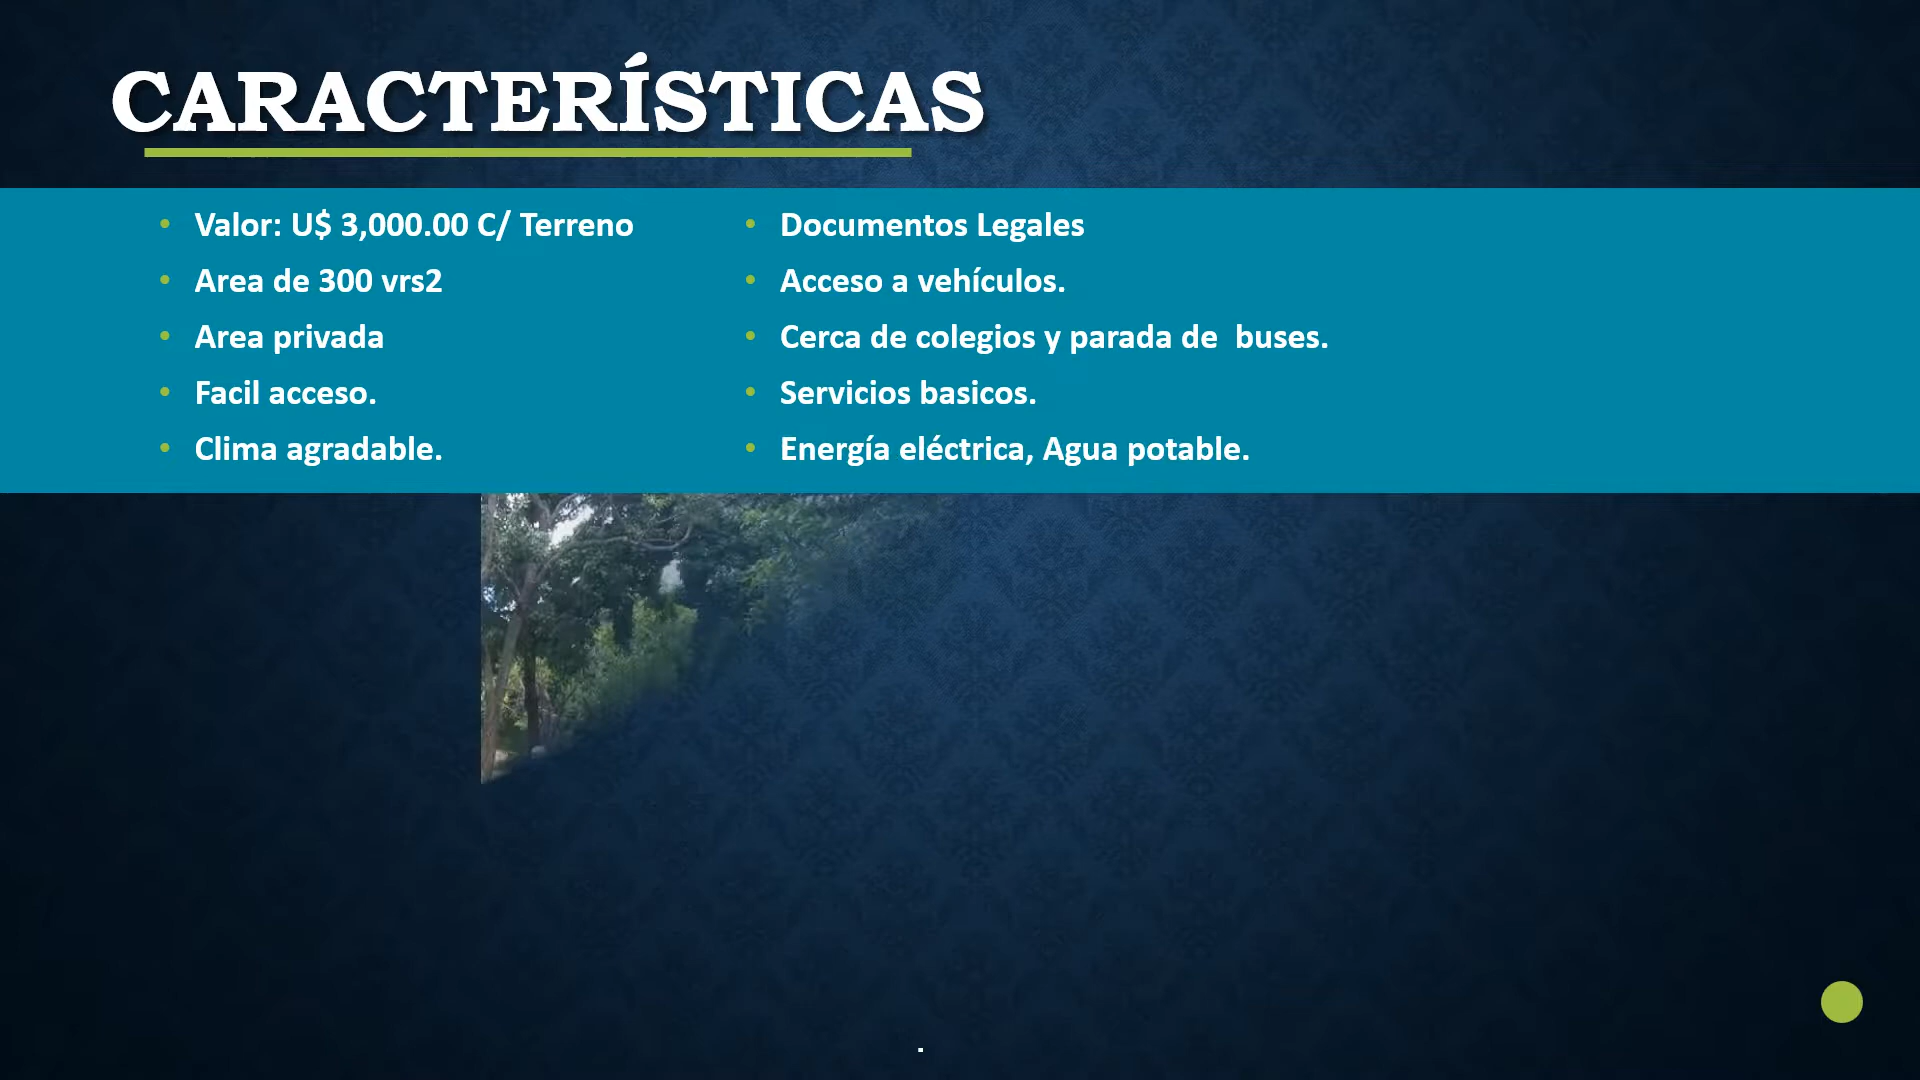 CARACTERÍSTICAS
• Valor: U$ 3,000.00 C/ Terreno
• Area de 300 vrs2
• Area privada
• Facil acceso.
• Clima agradable.
• Documentos Legales
• Acceso a vehículos.
• Cerca de colegios y parada de  buses.
• Servicios basicos.
• Energía eléctrica, Agua potable.
.